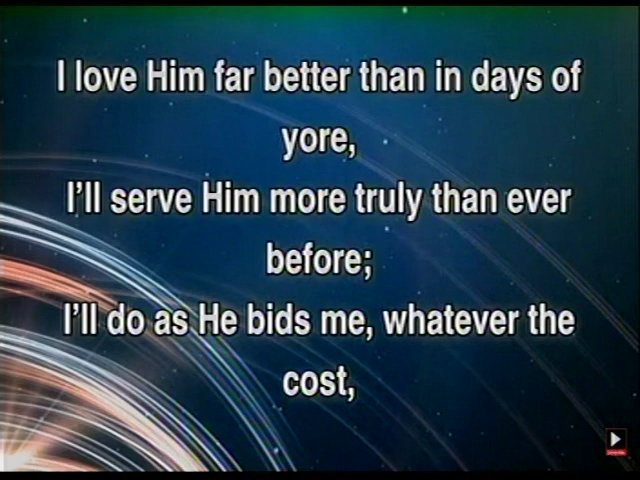 I love Him far better than in days of
yore,
I'll serve Him more truly than ever
before;
I'll do as He bids me, whatever the
cost,